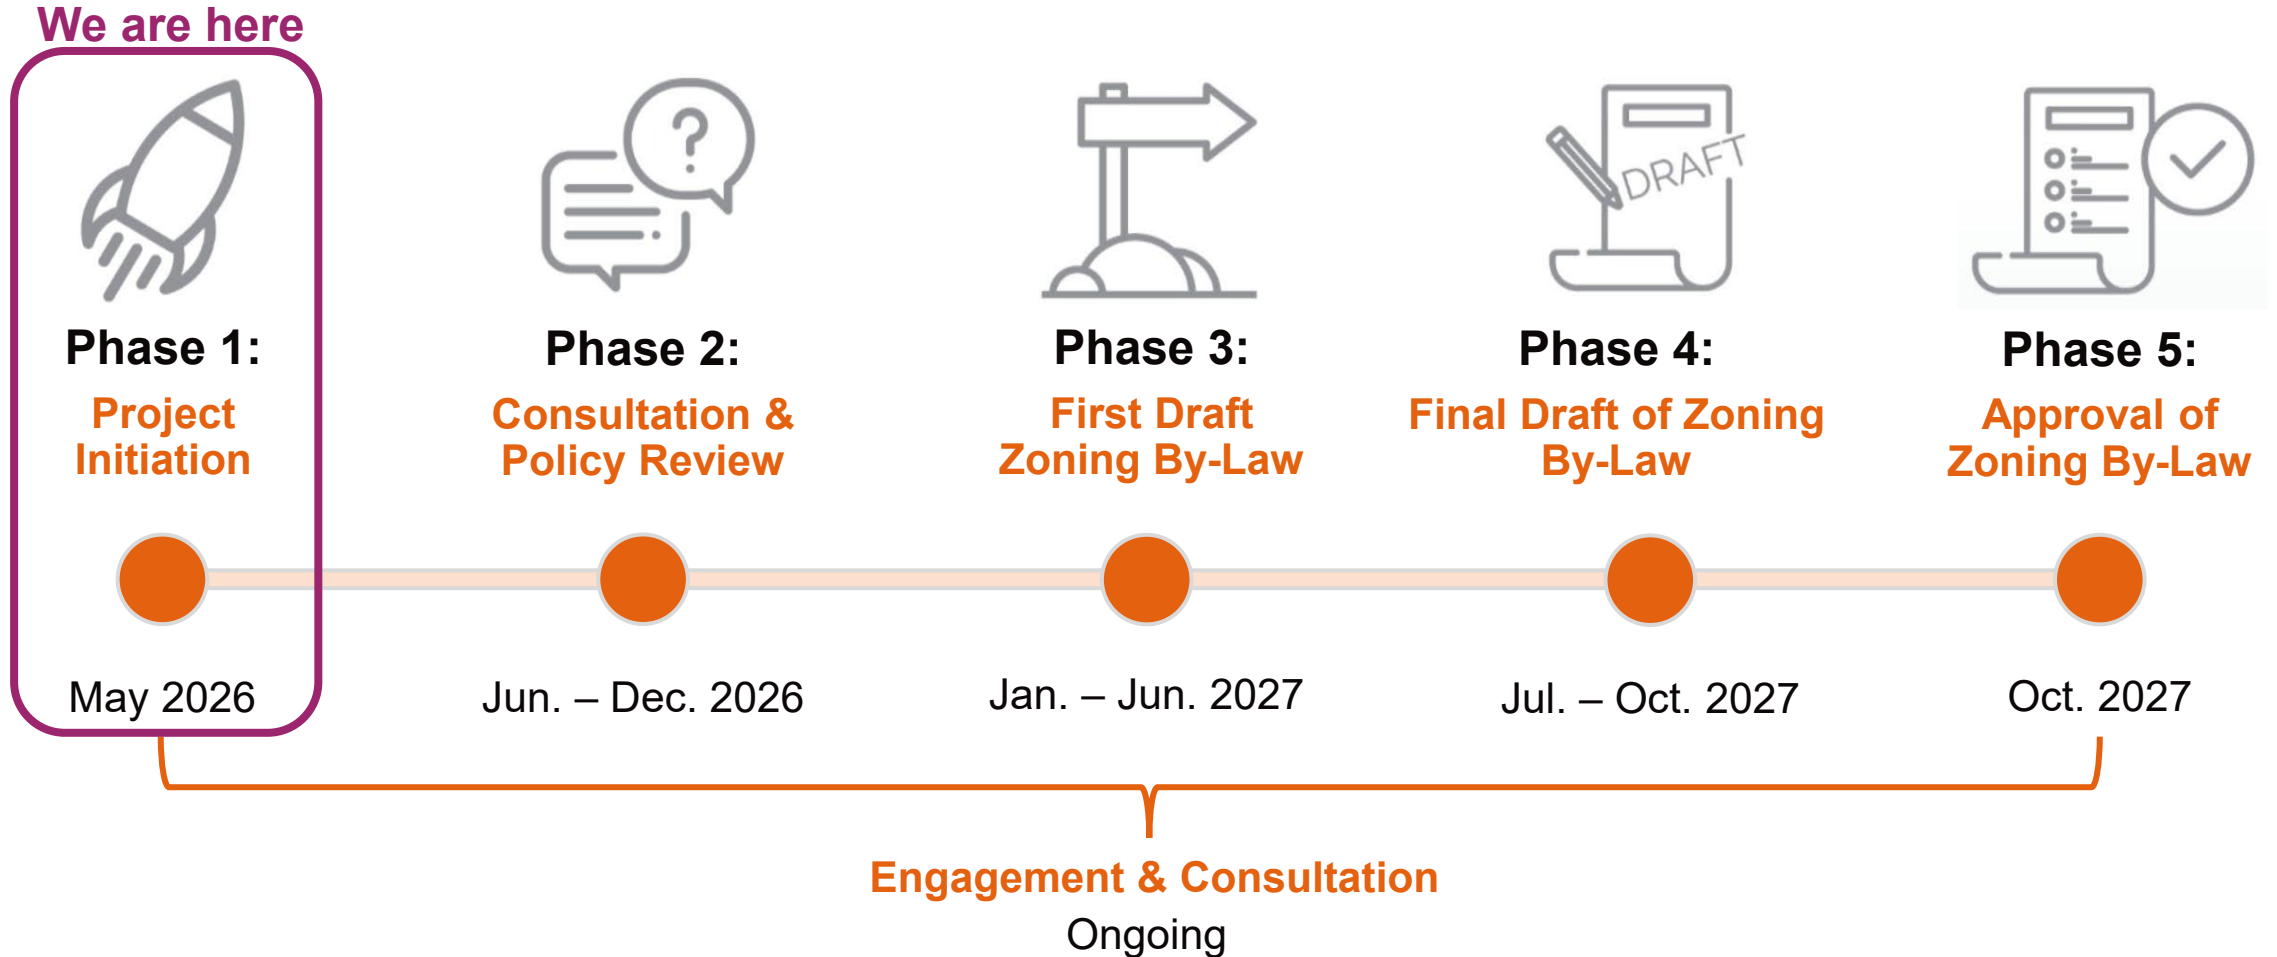 We are here
?
DRAFT
Phase 1:
Project
Initiation
May 2026
Phase 2:
Consultation &
Policy Review
Jun. – Dec. 2026
Phase 3:
First Draft
Zoning By-Law
Jan. – Jun. 2027
Phase 4:
Final Draft of Zoning
By-Law
Jul. – Oct. 2027
Phase 5:
Approval of
Zoning By-Law
Oct. 2027
Engagement & Consultation
Ongoing